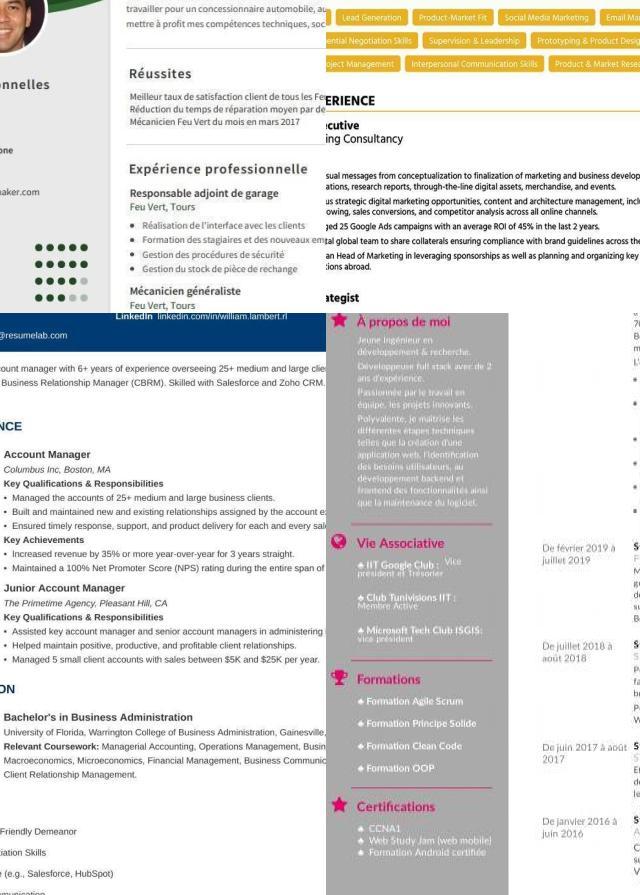 travailler pour un concessionnaire automobile, au
mettre à profit mes compétences techniques, soc
onnelles
one
aker.com
Réussites
Meilleur taux de satisfaction client de tous les Feu
Réduction du temps de réparation moyen par de
Mécanicien Feu Vert du mois en mars 2017
Expérience professionnelle
Responsable adjoint de garage
Feu Vert, Tours
Réalisation de l'interface avec les clients
Formation des stagiaires et des nouveaux em
Gestion des procédures de sécurité
Gestion du stock de pièce de rechange
Mécanicien généraliste
Feu Vert, Tours
Lead Generation
Product-Market Fit
Social Media Marketing
Email Ma
ential Negotiation Skills
Supervision & Leadership
Prototyping & Product Desig
oject Management
Interpersonal Communication Skills
Product & Market Rese
ERIENCE
cutive
ing Consultancy
sual messages from conceptualization to finalization of marketing and business develop
ations, research reports, through-the-line digital assets, merchandise, and events.
us strategic digital marketing opportunities, content and architecture management, inclu
owing, sales conversions, and competitor analysis across all online channels.
ged 25 Google Ads campaigns with an average ROI of 45% in the last 2 years.
tal global team to share collaterals ensuring compliance with brand guidelines across the
an Head of Marketing in leveraging sponsorships as well as planning and organizing key
ions abroad.
ategist
LinkedIn linkedin.com/in/william.lambert.rl
@resumelab.com
count manager with 6+ years of experience overseeing 25+ medium and large clie
Business Relationship Manager (CBRM). Skilled with Salesforce and Zoho CRM.
NCE
Account Manager
Columbus Inc, Boston, MA
Key Qualifications & Responsibilities
• Managed the accounts of 25+ medium and large business clients.
• Built and maintained new and existing relationships assigned by the account e
• Ensured timely response, support, and product delivery for each and every sal
Key Achievements
• Increased revenue by 35% or more year-over-year for 3 years straight.
• Maintained a 100% Net Promoter Score (NPS) rating during the entire span of
Junior Account Manager
The Primetime Agency, Pleasant Hill, CA
Key Qualifications & Responsibilities
• Assisted key account manager and senior account managers in administering
• Helped maintain positive, productive, and profitable client relationships.
• Managed 5 small client accounts with sales between $5K and $25K per year.
ON
Bachelor's in Business Administration
University of Florida, Warrington College of Business Administration, Gainesville,
Relevant Coursework: Managerial Accounting, Operations Management, Busin
Macroeconomics, Microeconomics, Financial Management, Business Communic
Client Relationship Management.
Friendly Demeanor
iation Skills
e (e.g., Salesforce, HubSpot)
À propos de moi
Jeune Ingénieur en
développement & recherche.
Développeuse full stack avec de 2
ans d'expérience.
Passionnée par le travail en
équipe, les projets innovants.
Polyvalente, je maîtrise les
différentes étapes techniques
telles que la création d'une
application web, l'identification
des besoins utilisateurs, au
développement backend et
frontend des fonctionnalités ainsi
que la maintenance du logiciel.
Vie Associative
♠ IIT Google Club : Vice
président et Trésorier
♠ Club Tunivisions IIT :
Membre Active
♠ Microsoft Tech Club ISGIS:
vice président
Formations
♠ Formation Agile Scrum
♠ Formation Principe Solide
♠ Formation Clean Code
♠ Formation OOP
Certifications
♠ CCNA1
♠ Web Study Jam (web mobile)
♠ Formation Android certifiée
De février 2019 à
juillet 2019
De juillet 2018 à
août 2018
De juin 2017 à août
2017
De janvier 2016 à
juin 2016